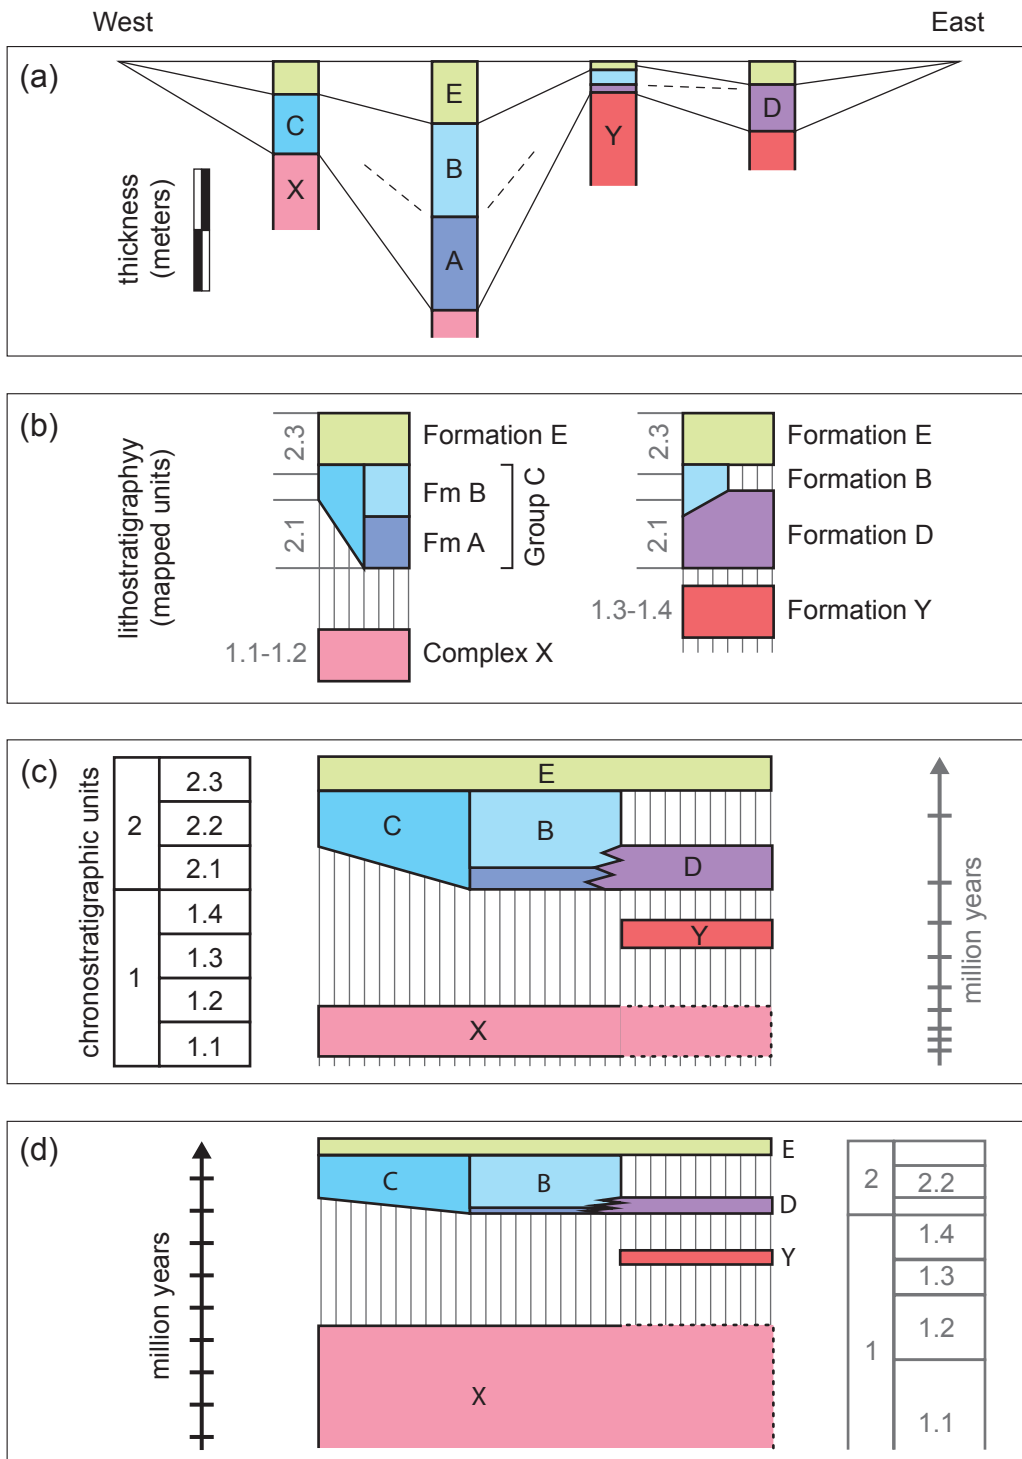 West East
(a)
thickness
(meters)
C
X
E
B
A
Y
D
(b)
lithostratigraphyy
(mapped units)
2.3
2.1
1.1-1.2
Formation E
Fm B
Fm A
Group C
Complex X
2.3
2.1
1.3-1.4
Formation E
Formation B
Formation D
Formation Y
(c)
chronostratigraphic units
2
1
2.3
2.2
2.1
1.4
1.3
1.2
1.1
E
C
B
D
Y
X
million years
(d)
million years
E
C
B
D
Y
X
2
1
2.2
1.4
1.3
1.2
1.1